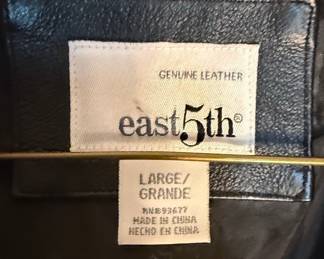 GENUINE LEATHER
east5th®
LARGE/
GRANDE
RN#93677
MADE IN CHINA
HECHO EN CHINA